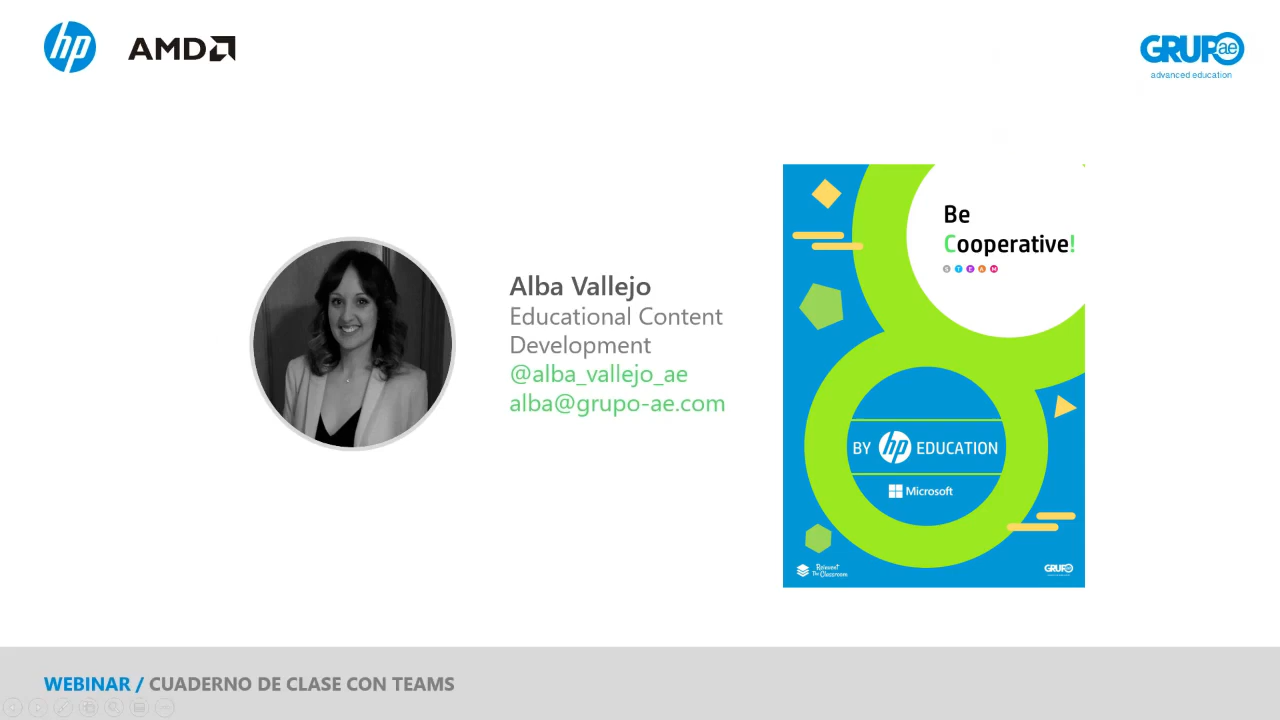 hp AMD
GRUPO ae
advanced education
Be
Cooperative!
S T E A M
Alba Vallejo
Educational Content
Development
@alba_vallejo_ae
alba@grupo-ae.com
BY hp EDUCATION
Microsoft
Reinvent
The Classroom
GRUPO
WEBINAR / CUADERNO DE CLASE CON TEAMS